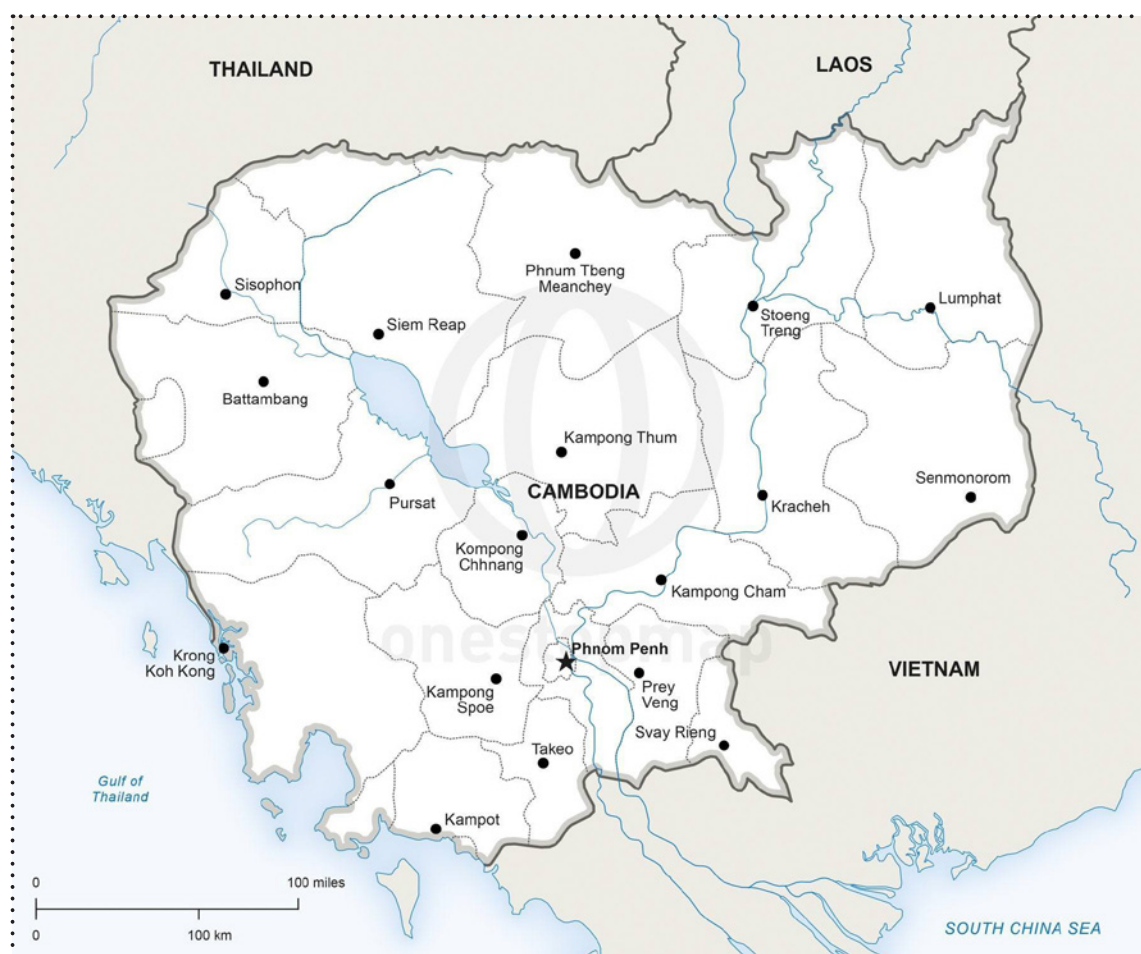 THAILAND
LAOS
Sisophon
Phnum Tbeng
Meanchey
Siem Reap
Stoeng
Treng
Lumphat
Battambang
Kampong Thum
CAMBODIA
Pursat
Kracheh
Senmonorom
Kompong
Chhnang
Kampong Cham
onestopmap
Phnom Penh
Krong
Koh Kong
Kampong
Spoe
Prey
Veng
VIETNAM
Svay Rieng
Takeo
Gulf of
Thailand
Kampot
0
100 miles
0
100 km
SOUTH CHINA SEA